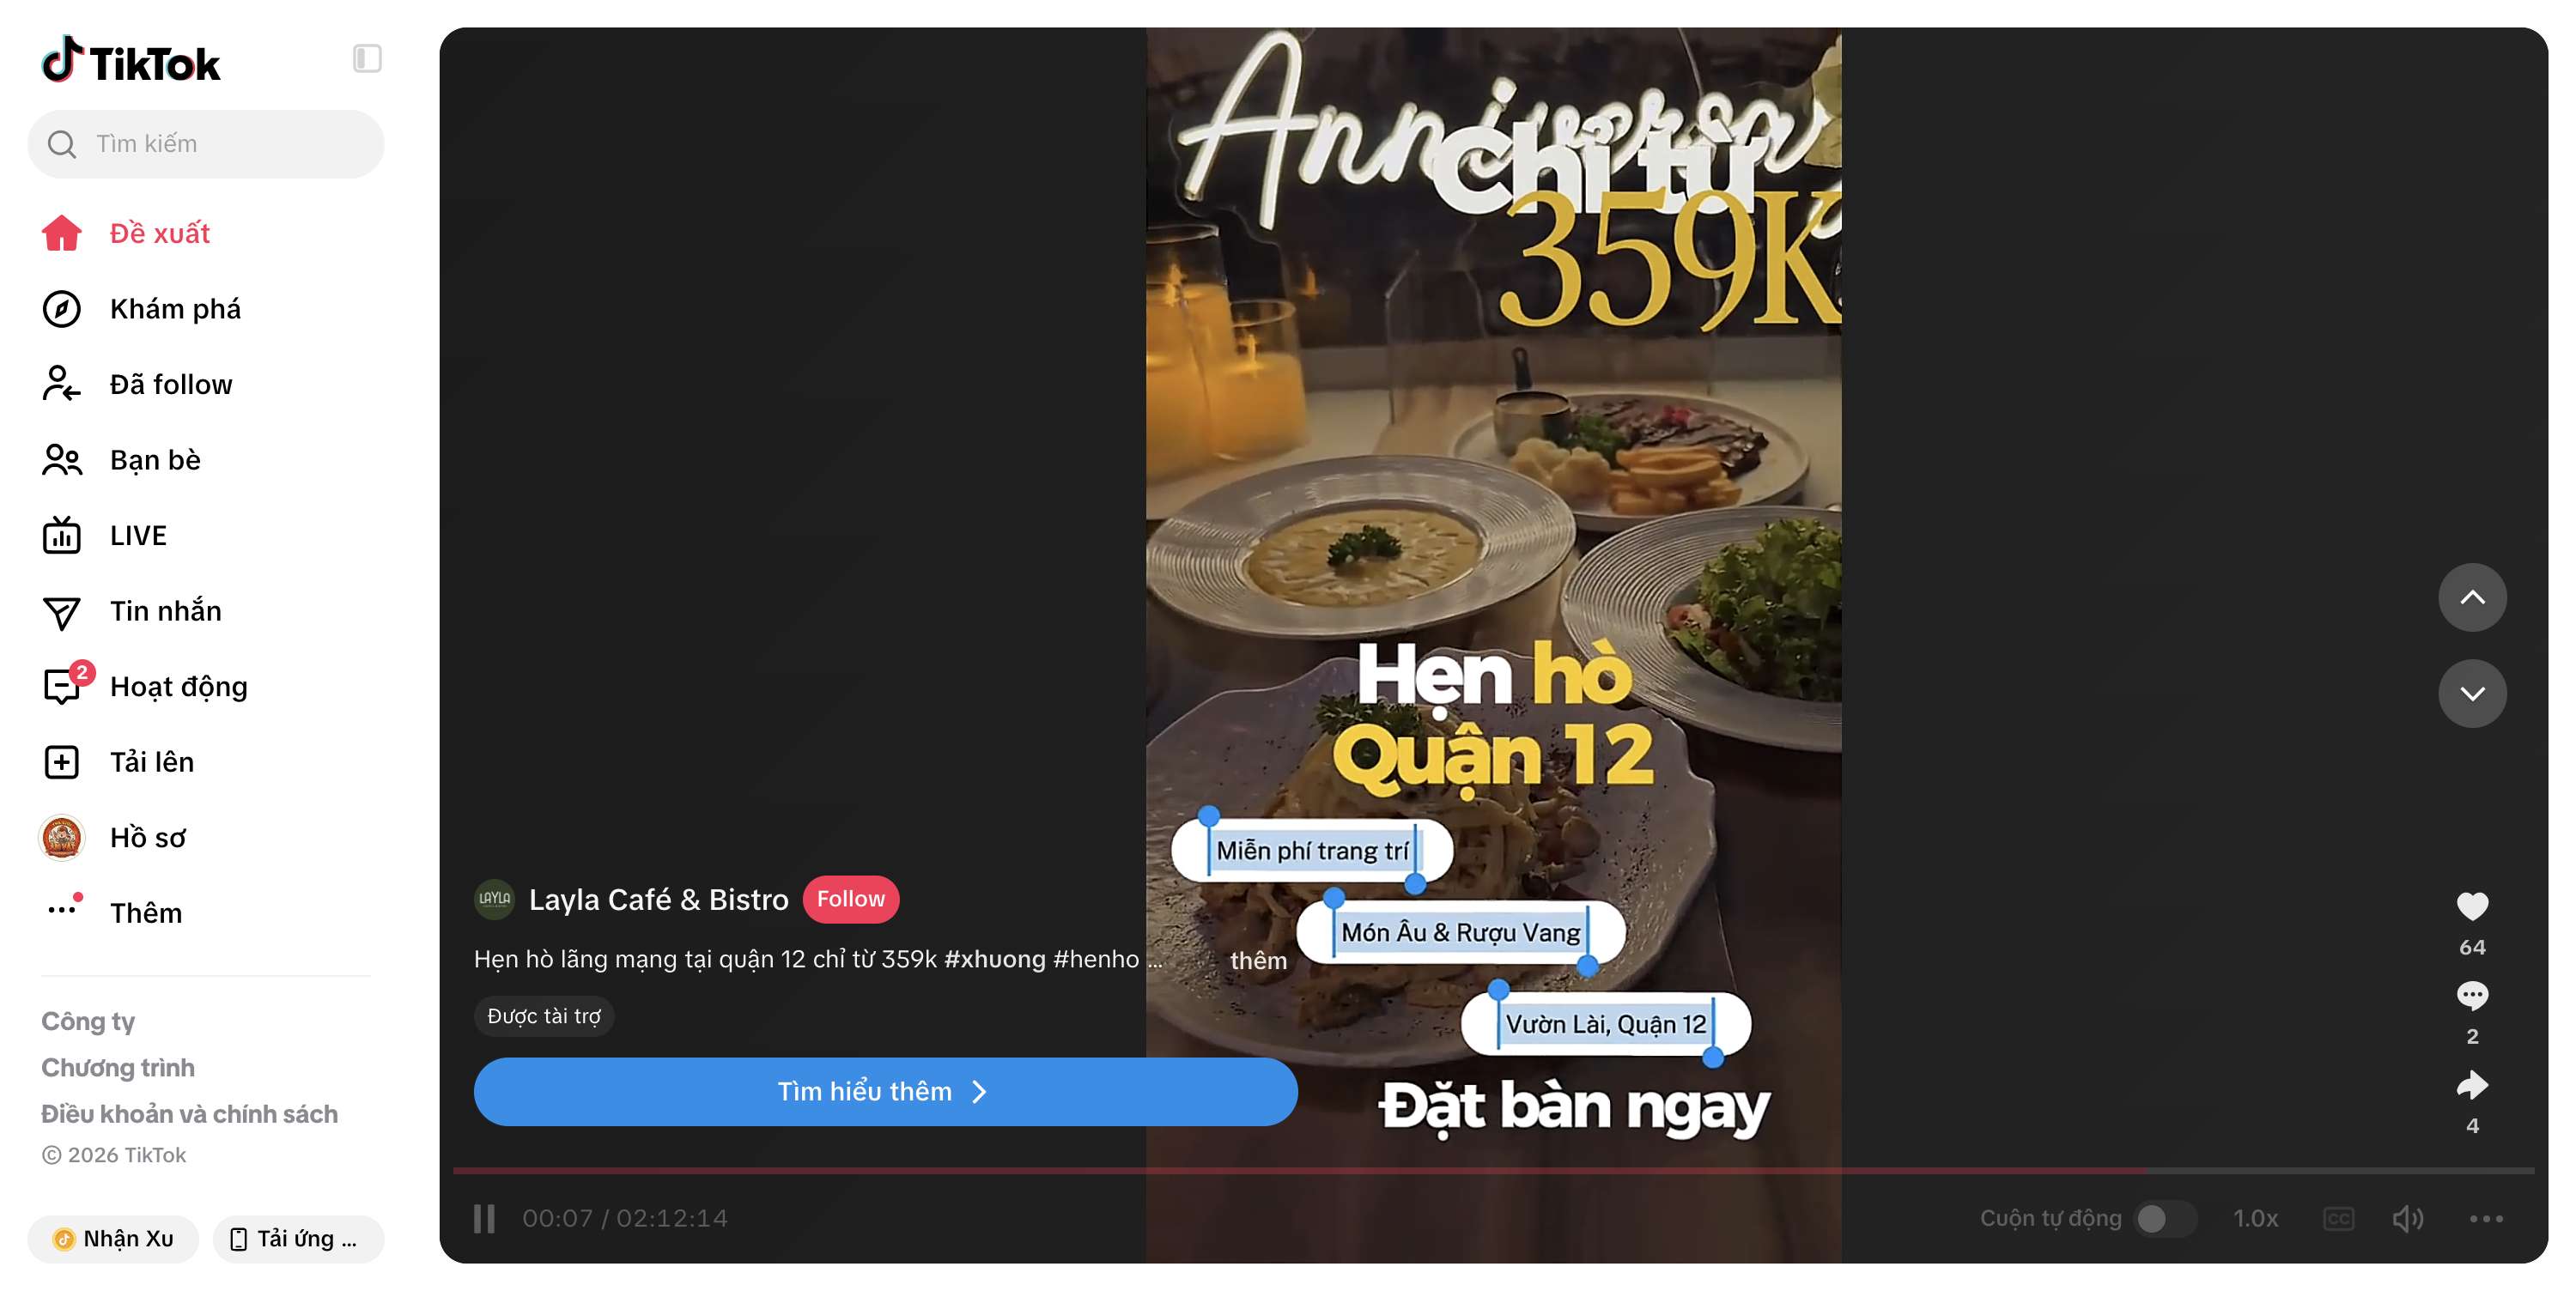 TikTok
Tìm kiếm
Đề xuất
Khám phá
Đã follow
Bạn bè
LIVE
Tin nhắn
2
Hoạt động
Tải lên
Hồ sơ
Thêm
Công ty
Chương trình
Điều khoản và chính sách
© 2026 TikTok
Nhận Xu
Tải ứng ...
Anniversary
Chỉ từ
359K
Hẹn hò
Quận 12
Miễn phí trang trí
Món Âu & Rượu Vang
Vườn Lài, Quận 12
Đặt bàn ngay
LAYLA
Layla Café & Bistro
Follow
Hẹn hò lãng mạng tại quận 12 chỉ từ 359k #xhuong #henho ...
thêm
Được tài trợ
Tìm hiểu thêm
64
2
4
00:07 / 02:12:14
Cuộn tự động
1.0x
CC